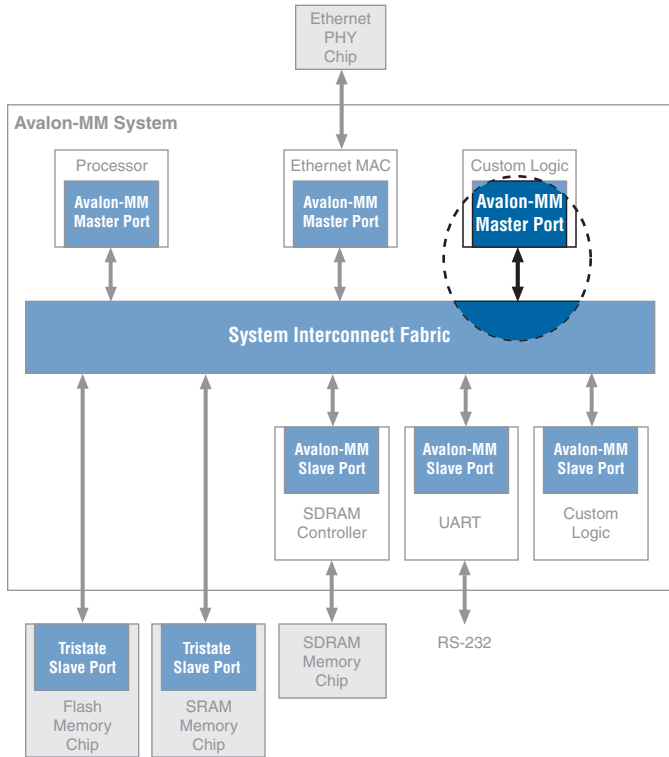 Ethernet
PHY
Chip
Avalon-MM System
Processor
Avalon-MM
Master Port
Ethernet MAC
Avalon-MM
Master Port
Custom Logic
Avalon-MM
Master Port
System Interconnect Fabric
Avalon-MM
Slave Port
SDRAM
Controller
Avalon-MM
Slave Port
UART
Avalon-MM
Slave Port
Custom
Logic
Tristate
Slave Port
Flash
Memory
Chip
Tristate
Slave Port
SRAM
Memory
Chip
SDRAM
Memory
Chip
RS-232